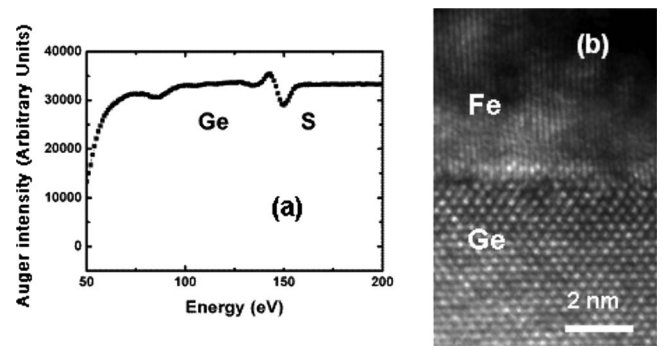 Auger intensity (Arbitrary Units)
40000
30000
20000
10000
0
Ge
S
(a)
50
100
150
200
Energy (eV)
(b)
Fe
Ge
2 nm